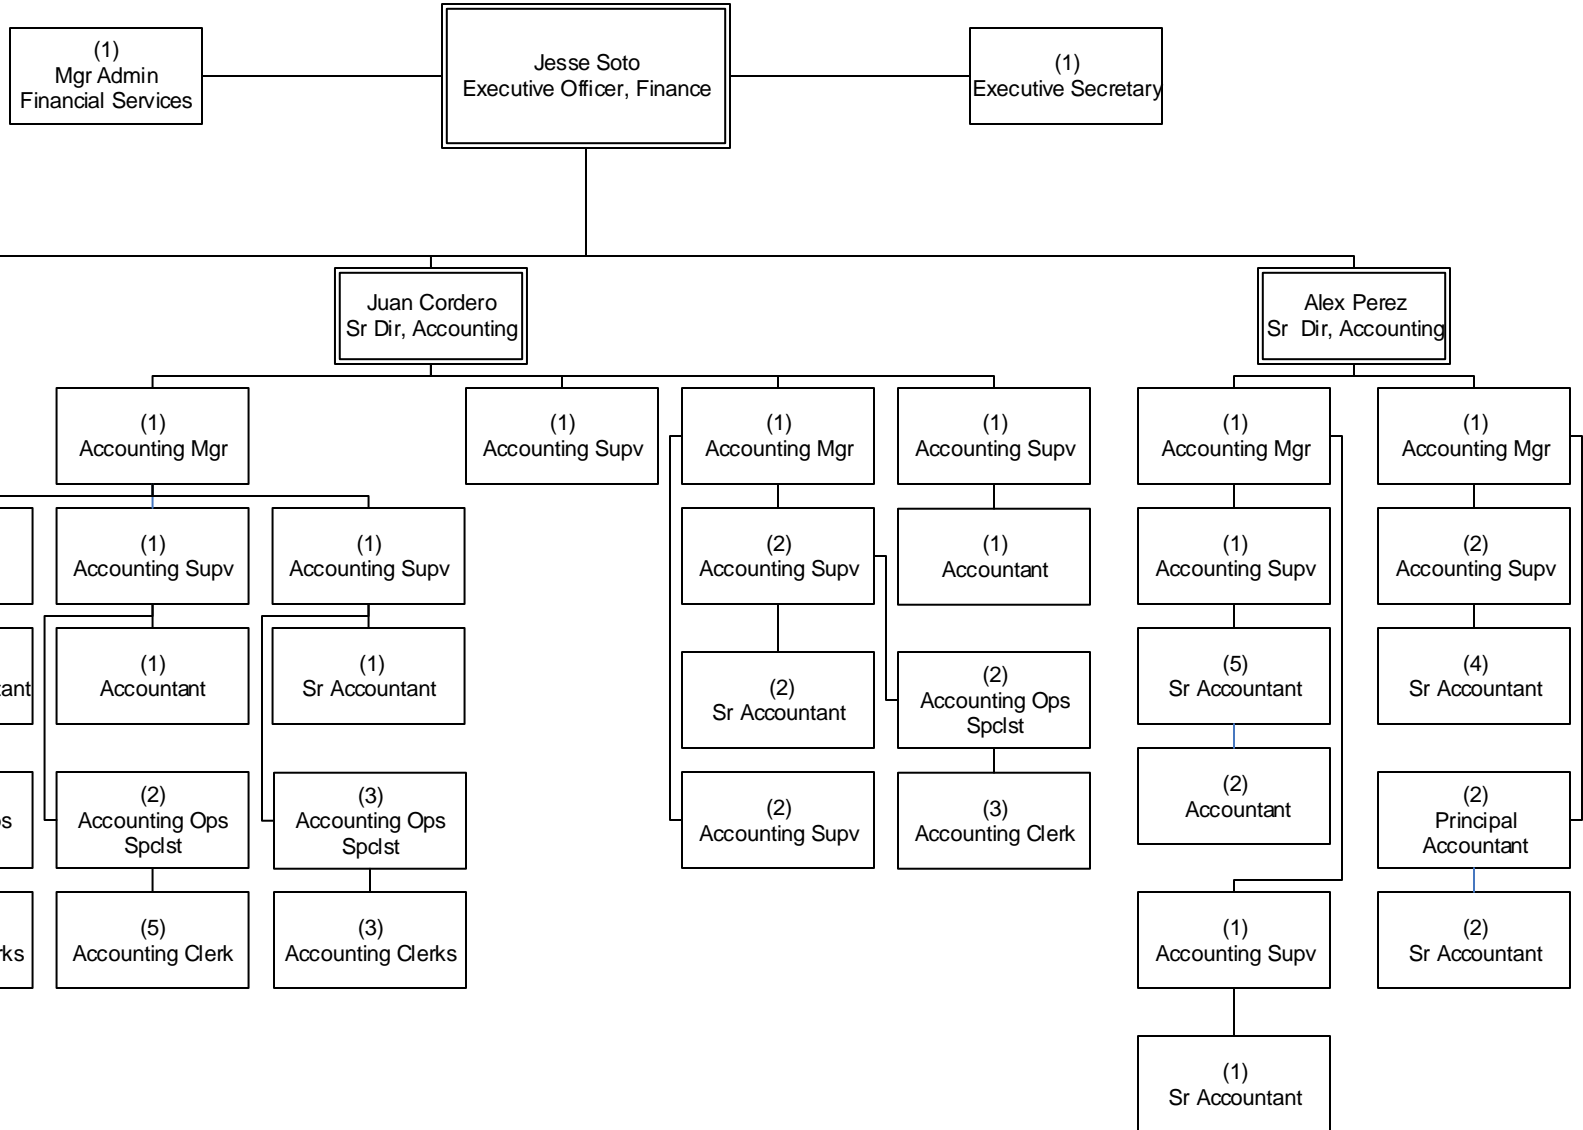 (1)
Mgr Admin
Financial Services
Jesse Soto
Executive Officer, Finance
(1)
Executive Secretary
Juan Cordero
Sr Dir, Accounting
Alex Perez
Sr Dir, Accounting
(1)
Accounting Mgr
(1)
Accounting Supv
(1)
Accounting Mgr
(1)
Accounting Supv
(1)
Accounting Mgr
(1)
Accounting Mgr
(1)
Accounting Supv
(1)
Accounting Supv
(2)
Accounting Supv
(1)
Accountant
(1)
Accounting Supv
(2)
Accounting Supv
(1)
Accountant
(1)
Sr Accountant
(2)
Sr Accountant
(2)
Accounting Ops
Spclst
(5)
Sr Accountant
(4)
Sr Accountant
(2)
Accounting Ops
Spclst
(3)
Accounting Ops
Spclst
(2)
Accounting Supv
(3)
Accounting Clerk
(2)
Accountant
(2)
Principal
Accountant
(5)
Accounting Clerk
(3)
Accounting Clerks
(1)
Accounting Supv
(2)
Sr Accountant
(1)
Sr Accountant